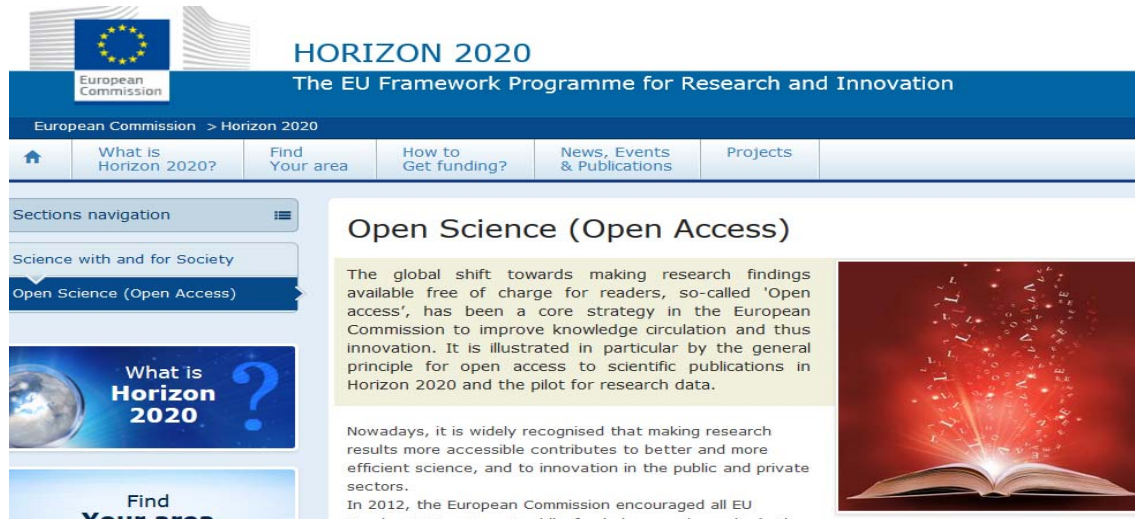 HORIZON 2020
European
Commission
The EU Framework Programme for Research and Innovation
European Commission > Horizon 2020
What is
Horizon 2020?
Find
Your area
How to
Get funding?
News, Events
& Publications
Projects
Sections navigation
Science with and for Society
Open Science (Open Access)
What is
Horizon
2020
?
Find
Your area
Open Science (Open Access)
The global shift towards making research findings
available free of charge for readers, so-called 'Open
access', has been a core strategy in the European
Commission to improve knowledge circulation and thus
innovation. It is illustrated in particular by the general
principle for open access to scientific publications in
Horizon 2020 and the pilot for research data.
Nowadays, it is widely recognised that making research
results more accessible contributes to better and more
efficient science, and to innovation in the public and private
sectors.
In 2012, the European Commission encouraged all EU